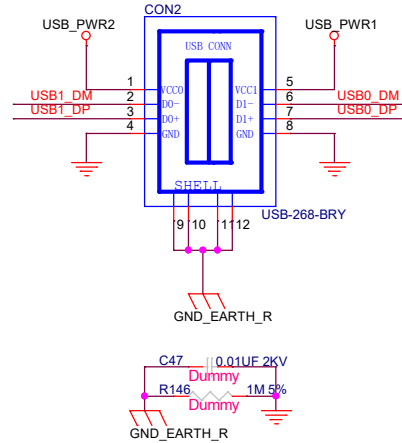 CON2
USB_PWR2
USB_PWR1
USB CONN
1
VCC0
VCC1
5
USB1_DM
2
D0-
D1-
6
USB0_DM
USB1_DP
3
D0+
D1+
7
USB0_DP
4
GND
GND
8
SHELL
USB-268-BRY
9
10
11
12
GND_EARTH_R
C47
0.01UF 2KV
Dummy
R146
1M 5%
Dummy
GND_EARTH_R